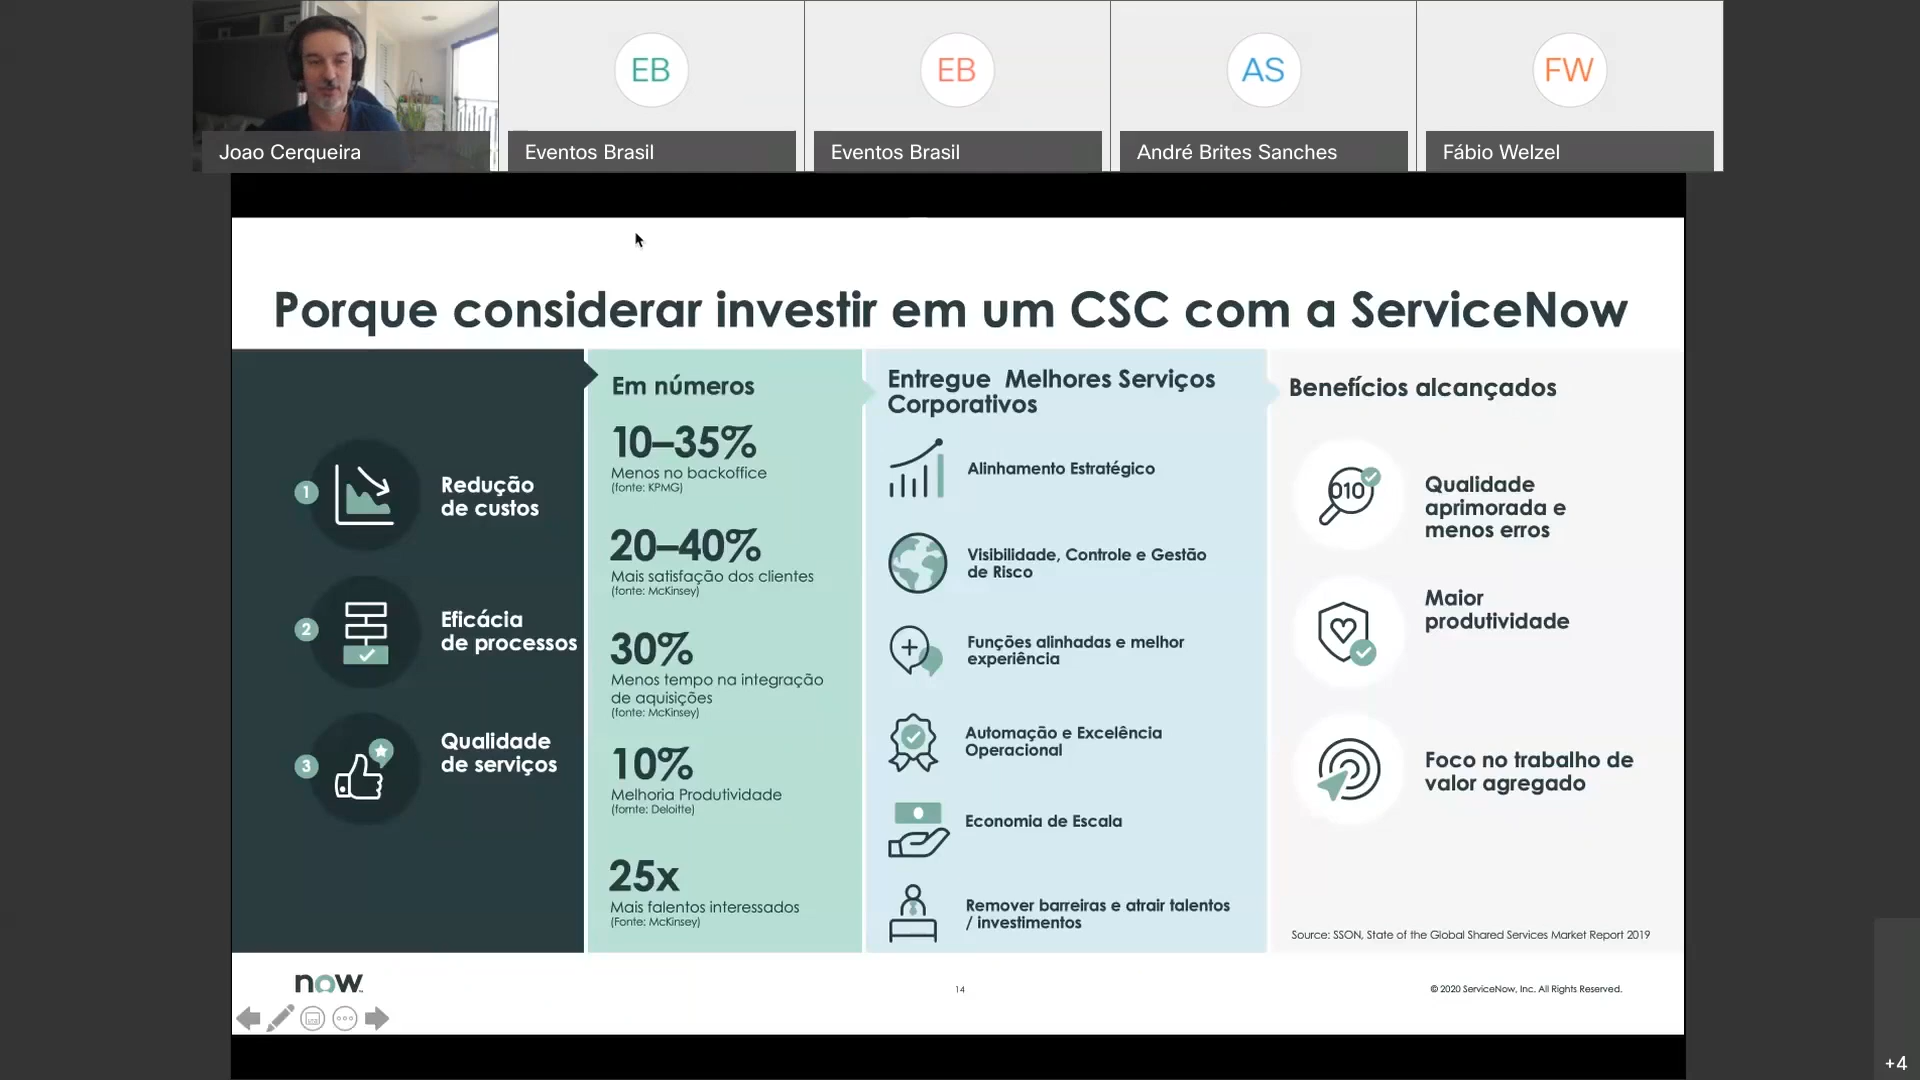 EB
EB
AS
FW
Joao Cerqueira
Eventos Brasil
Eventos Brasil
André Brites Sanches
Fábio Welzel
Porque considerar investir em um CSC com a ServiceNow
1
Redução
de custos
2
Eficácia
de processos
3
Qualidade
de serviços
Em números
10–35%
Menos no backoffice
(fonte: KPMG)
20–40%
Mais satisfação dos clientes
(fonte: McKinsey)
30%
Menos tempo na integração
de aquisições
(fonte: McKinsey)
10%
Melhoria Produtividade
(fornte: Deloitte)
25x
Mais falentos interessados
(Fonte: McKinsey)
Entregue Melhores Serviços
Corporativos
Alinhamento Estratégico
Visibilidade, Controle e Gestão
de Risco
Funções alinhadas e melhor
experiência
Automação e Excelência
Operacional
Economia de Escala
Remover barreiras e atrair talentos
/ investimentos
Benefícios alcançados
010
Qualidade
aprimorada e
menos erros
Maior
produtividade
Foco no trabalho de
valor agregado
Source: SSON, State of the Global Shared Services Market Report 2019
now
14
© 2020 ServiceNow, Inc. All Rights Reserved.
+4